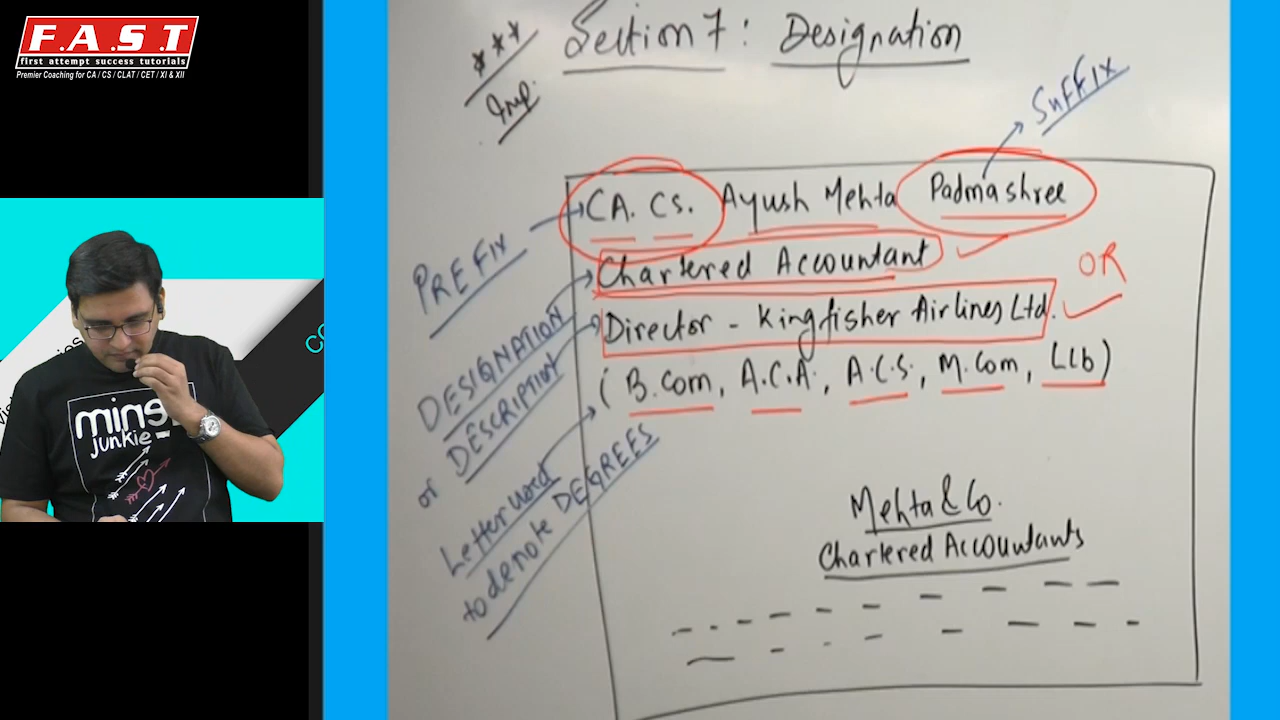 F.A.S.T
first attempt success tutorials
Premier Coaching for CA / CS / CLAT / CET / XI & XII
mine
junkie
*** Section 7 : Designation
Imp.
SUFFIX
CA. CS. Ayush Mehta Padmashree
PREFIX
Chartered Accountant
OR
Director - Kingfisher Airlines Ltd.
DESIGNATION
or DESCRIPTION
(B.Com, A.C.A., A.C.S., M.Com, LLb)
Letter word
to denote DEGREES
Mehta & Co.
Chartered Accountants